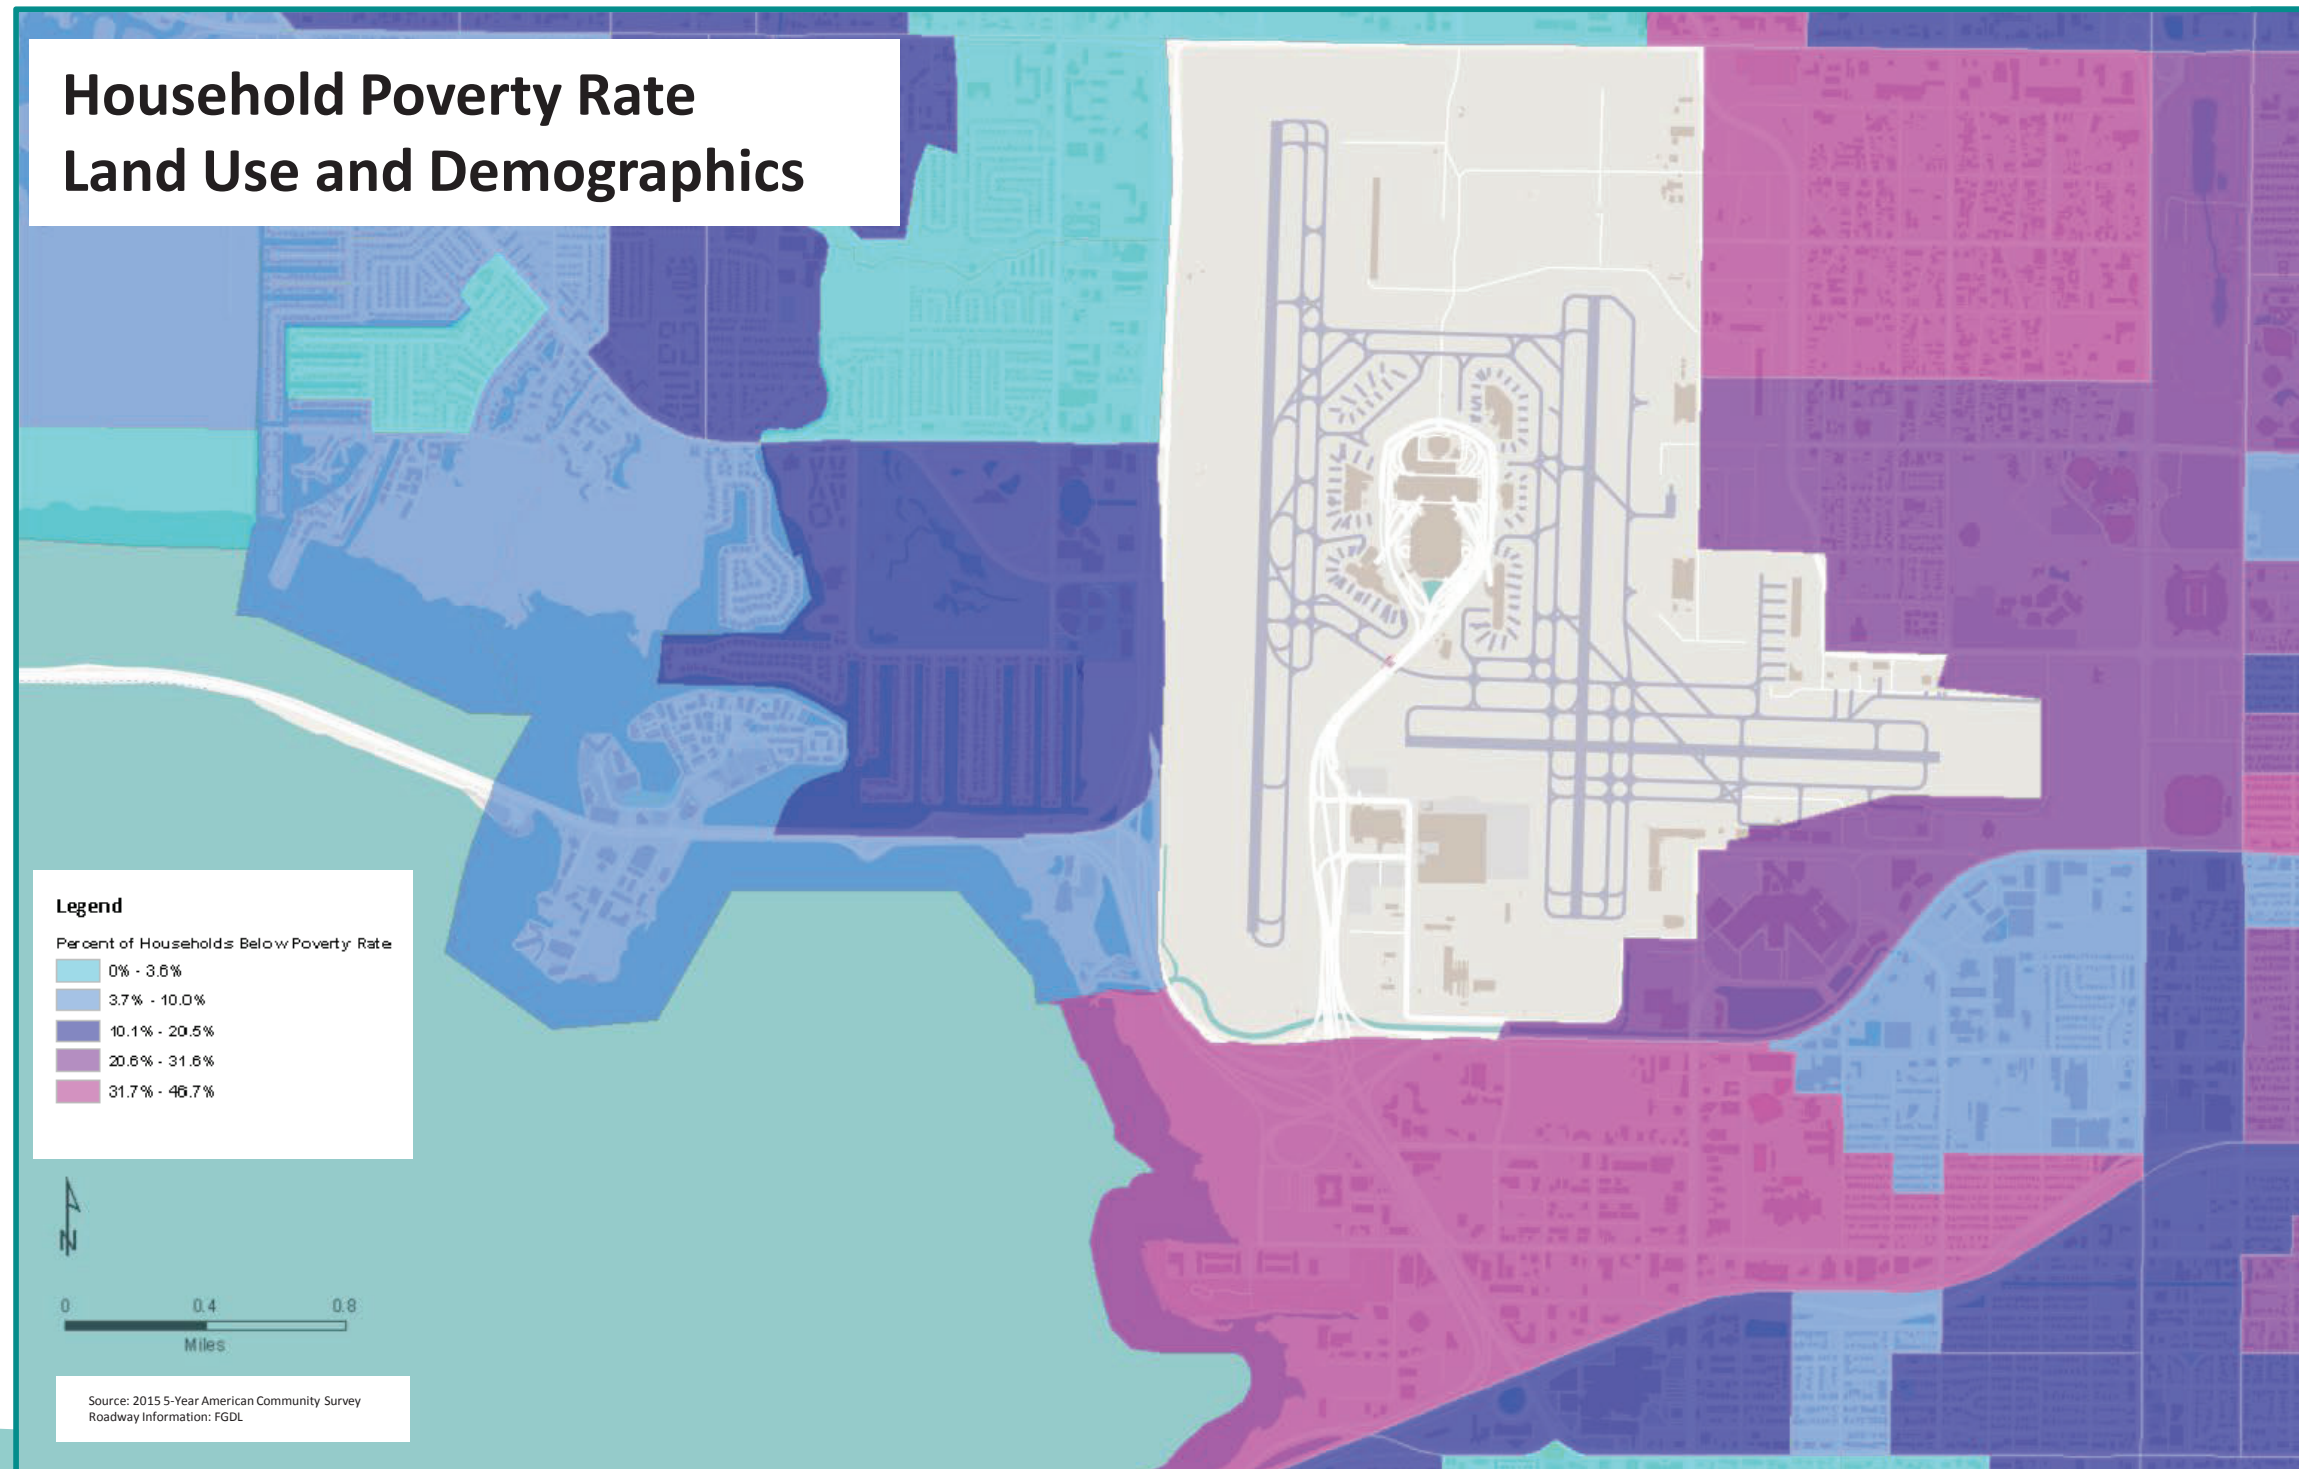 Household Poverty Rate
Land Use and Demographics
Legend
Percent of Households Below Poverty Rate
0% - 3.6%
3.7% - 10.0%
10.1% - 20.5%
20.6% - 31.6%
31.7% - 46.7%
N
0 0.4 0.8
Miles
Source: 2015 5-Year American Community Survey
Roadway Information: FGDL